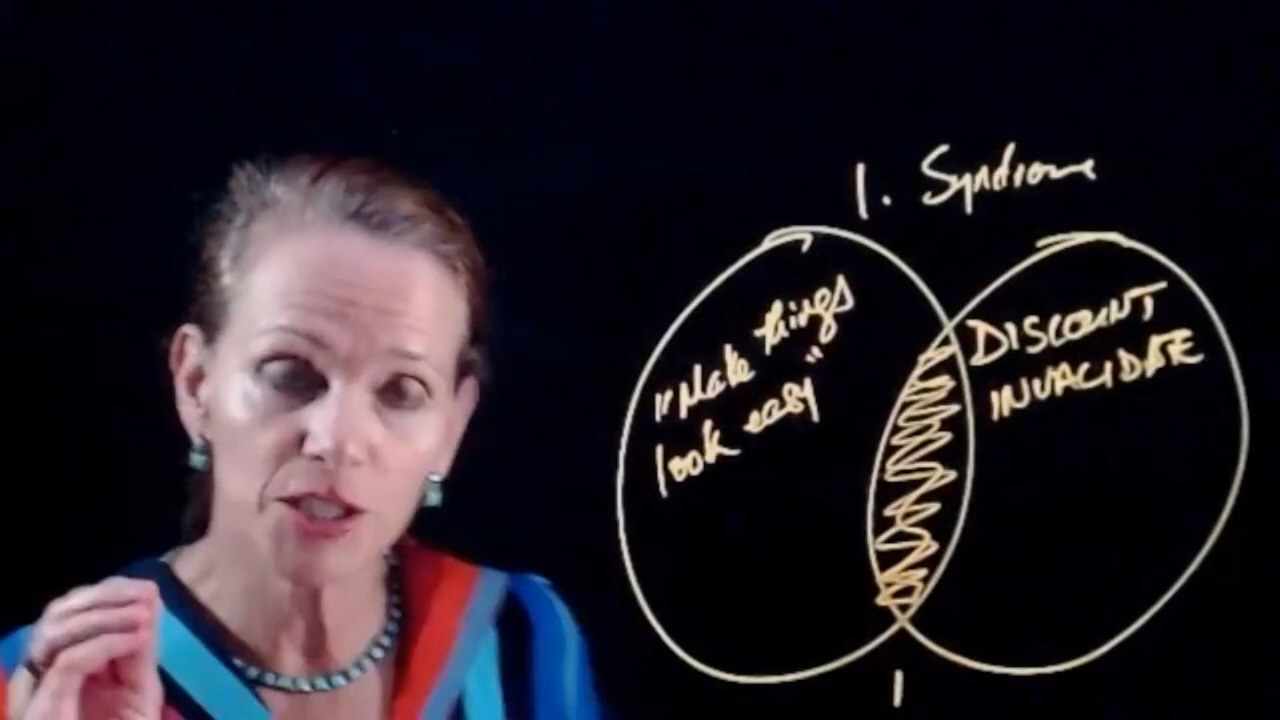 1. Syndrome
"Make things
look easy"
DISCOUNT
INVALIDATE
1